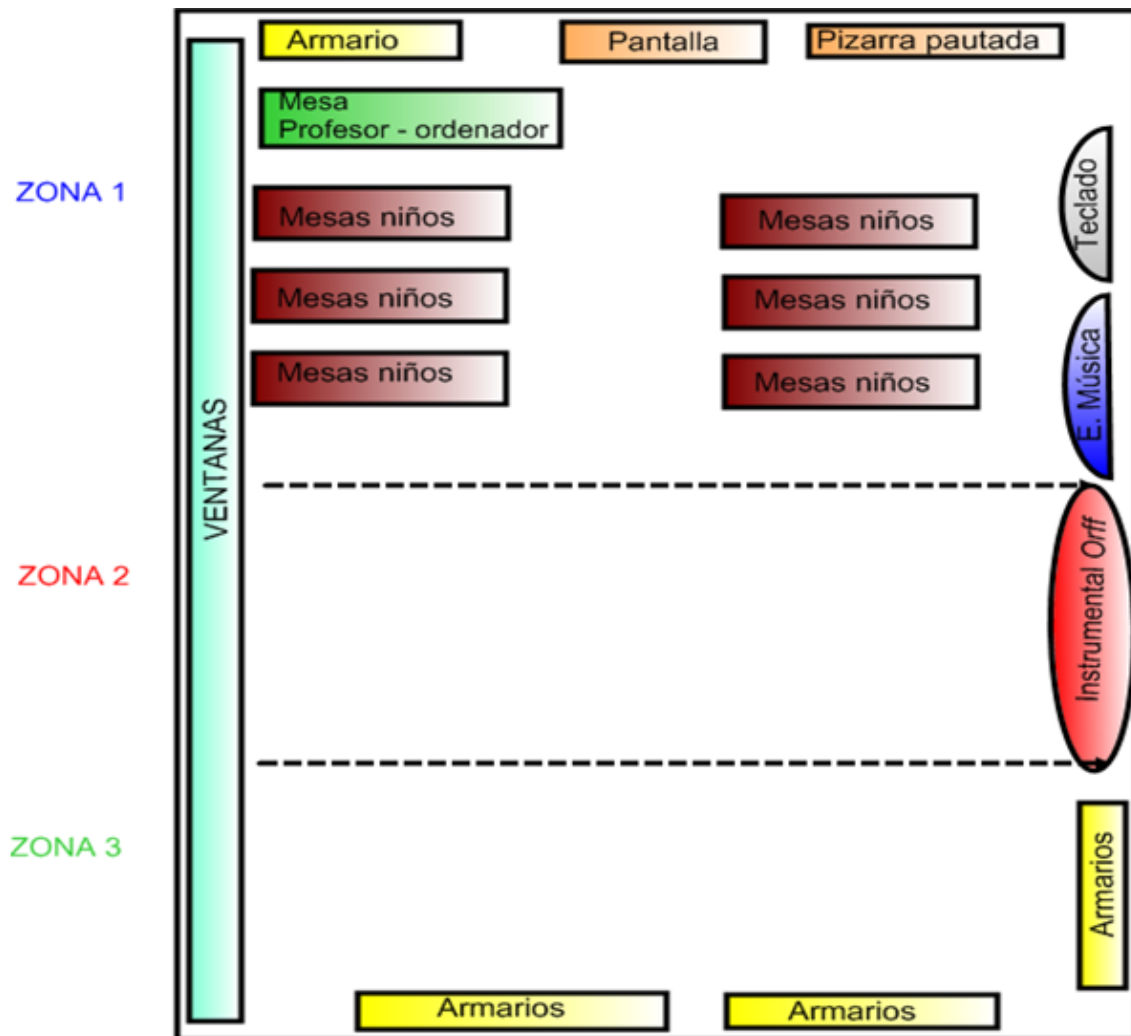 Armario
Pantalla
Pizarra pautada
Mesa
Profesor - ordenador
ZONA 1
Mesas niños
Mesas niños
Teclado
Mesas niños
Mesas niños
Mesas niños
Mesas niños
E. Música
VENTANAS
ZONA 2
Instrumental Orff
ZONA 3
Armarios
Armarios
Armarios